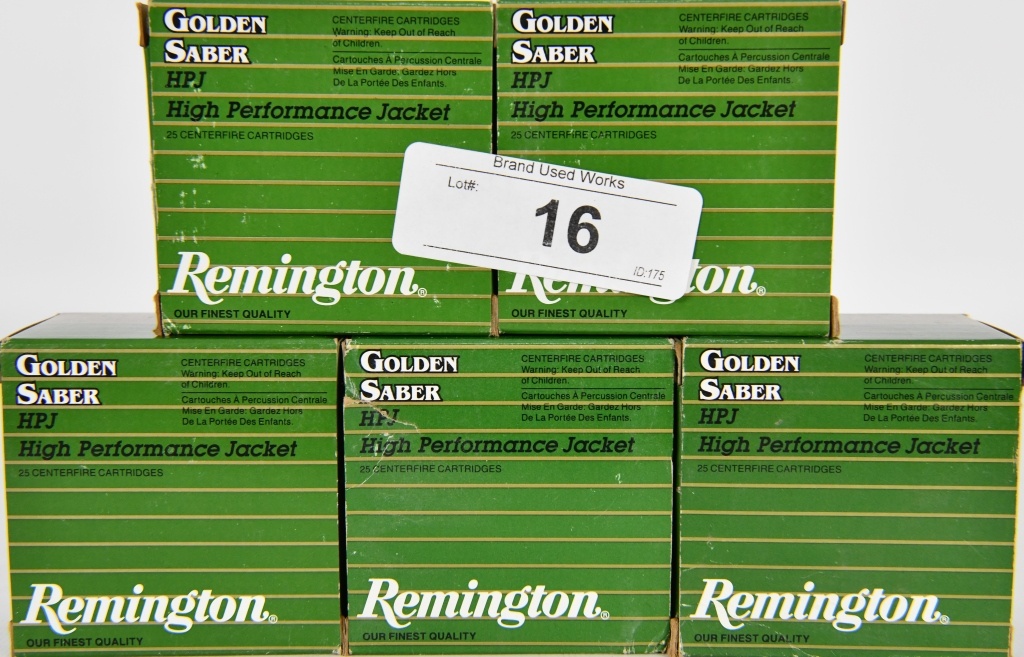 GOLDEN
SABER
HPJ
High Performance Jacket
25 CENTERFIRE CARTRIDGES
CENTERFIRE CARTRIDGES
Warning: Keep Out of Reach
of Children.
Cartouches À Percussion Centrale
Mise En Garde: Gardez Hors
De La Portée Des Enfants.
Remington®
OUR FINEST QUALITY
GOLDEN
SABER
HPJ
High Performance Jacket
25 CENTERFIRE CARTRIDGES
CENTERFIRE CARTRIDGES
Warning: Keep Out of Reach
of Children.
Cartouches À Percussion Centrale
Mise En Garde: Gardez Hors
De La Portée Des Enfants.
Remington®
OUR FINEST QUALITY
Brand Used Works
Lot#:
16
ID:175
GOLDEN
SABER
HPJ
High Performance Jacket
25 CENTERFIRE CARTRIDGES
CENTERFIRE CARTRIDGES
Warning: Keep Out of Reach
of Children.
Cartouches À Percussion Centrale
Mise En Garde: Gardez Hors
De La Portée Des Enfants.
Remington®
OUR FINEST QUALITY
GOLDEN
SABER
HPJ
High Performance Jacket
25 CENTERFIRE CARTRIDGES
CENTERFIRE CARTRIDGES
Warning: Keep Out of Reach
of Children.
Cartouches À Percussion Centrale
Mise En Garde: Gardez Hors
De La Portée Des Enfants.
Remington®
OUR FINEST QUALITY
GOLDEN
SABER
HPJ
High Performance Jacket
25 CENTERFIRE CARTRIDGES
CENTERFIRE CARTRIDGES
Warning: Keep Out of Reach
of Children.
Cartouches À Percussion Centrale
Mise En Garde: Gardez Hors
De La Portée Des Enfants.
Remington®
OUR FINEST QUALITY